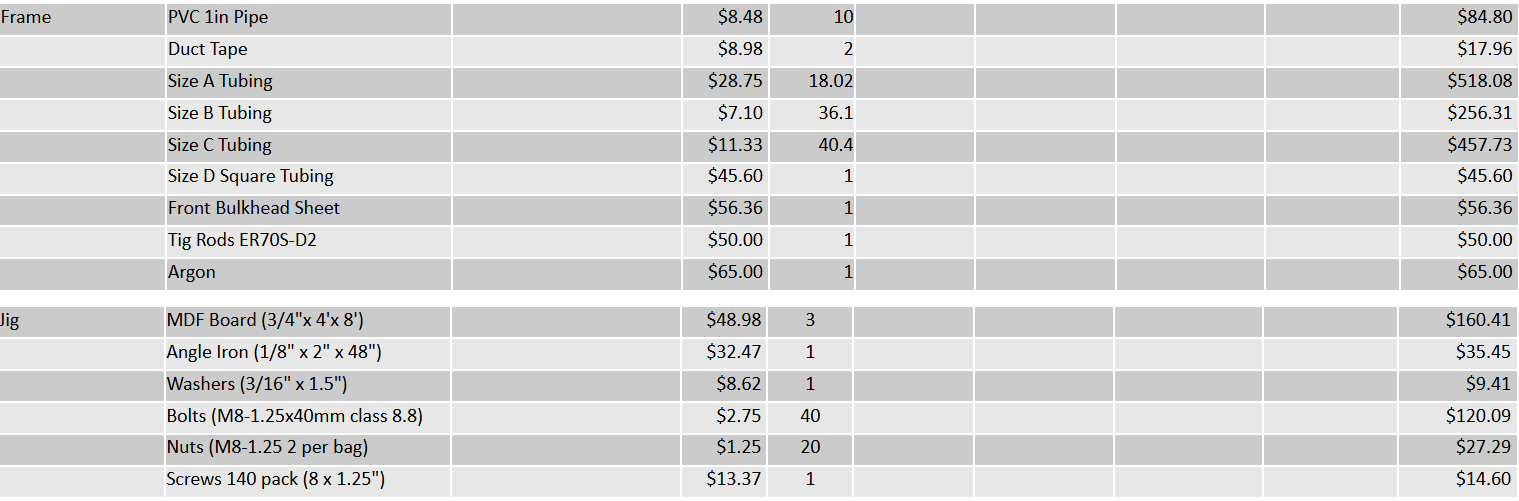 Frame PVC 1in Pipe $8.48 10 $84.80
Duct Tape $8.98 2 $17.96
Size A Tubing $28.75 18.02 $518.08
Size B Tubing $7.10 36.1 $256.31
Size C Tubing $11.33 40.4 $457.73
Size D Square Tubing $45.60 1 $45.60
Front Bulkhead Sheet $56.36 1 $56.36
Tig Rods ER70S-D2 $50.00 1 $50.00
Argon $65.00 1 $65.00
Jig MDF Board (3/4"x 4'x 8') $48.98 3 $160.41
Angle Iron (1/8" x 2" x 48") $32.47 1 $35.45
Washers (3/16" x 1.5") $8.62 1 $9.41
Bolts (M8-1.25x40mm class 8.8) $2.75 40 $120.09
Nuts (M8-1.25 2 per bag) $1.25 20 $27.29
Screws 140 pack (8 x 1.25") $13.37 1 $14.60